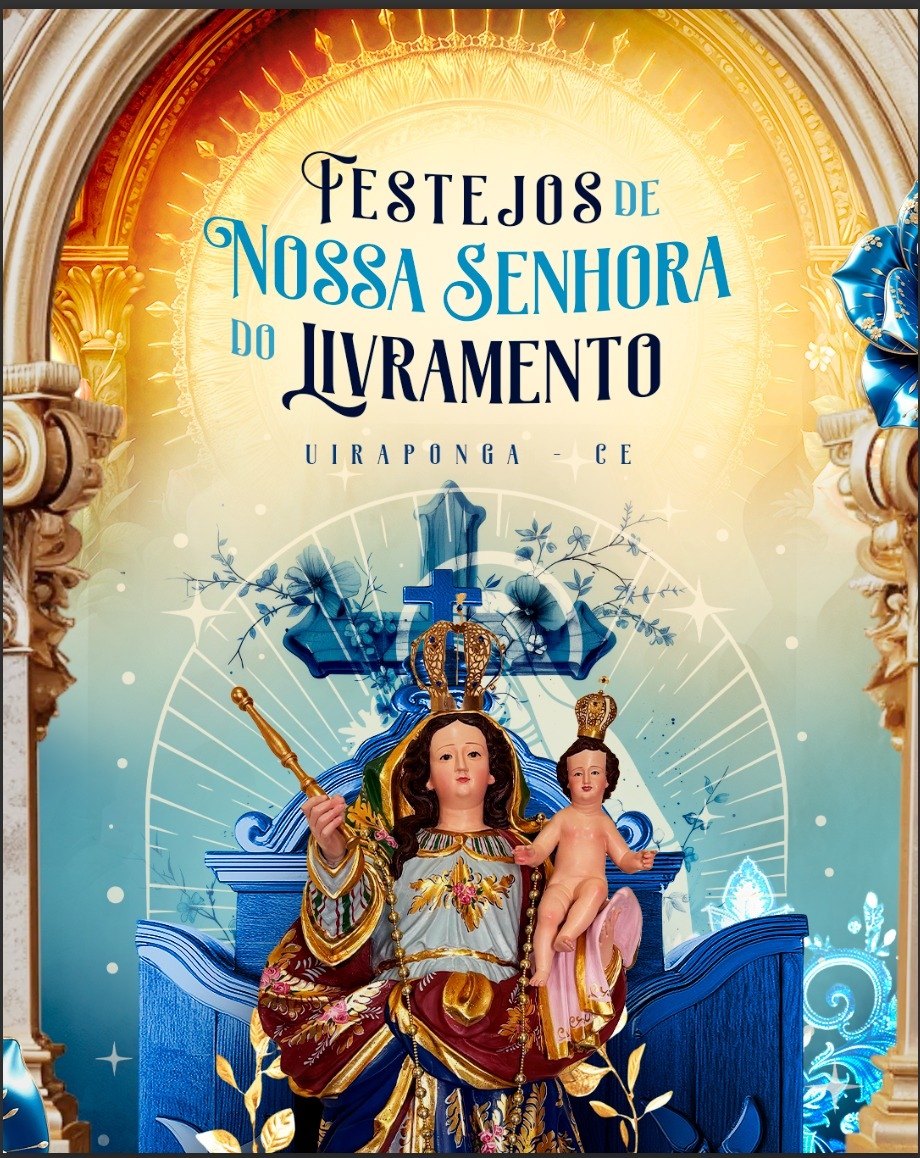 FESTEJOS DE
NOSSA SENHORA
DO LIVRAMENTO
UIRAPONGA - CE